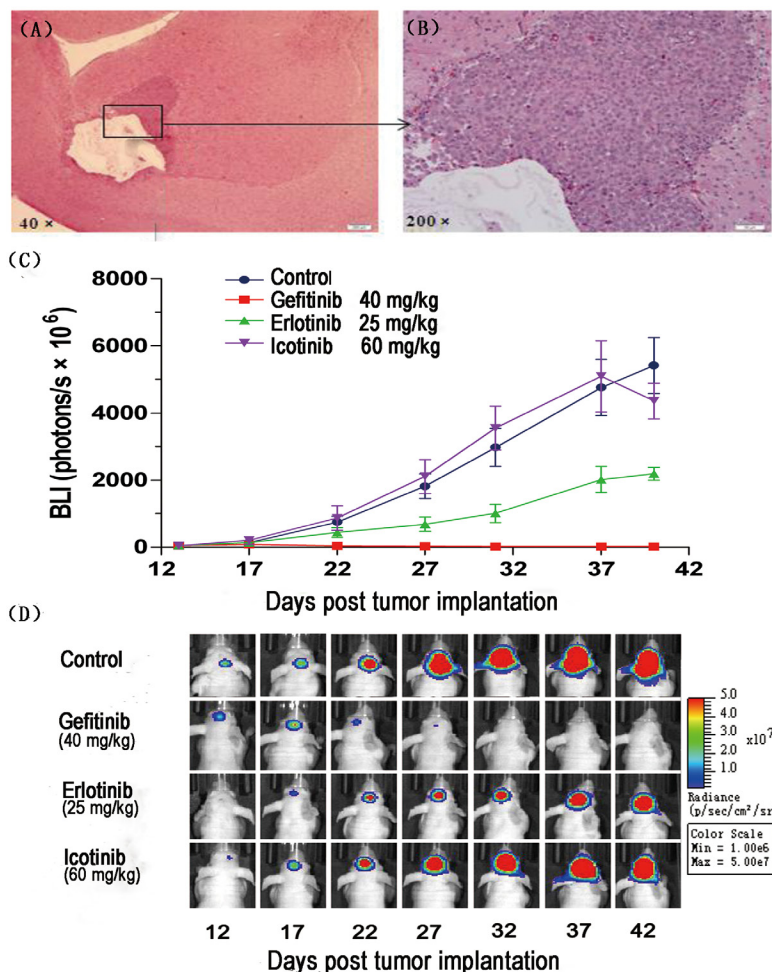 (A)
(B)
40 ×
200 ×
(C)
Control
Gefitinib 40 mg/kg
Erlotinib 25 mg/kg
Icotinib 60 mg/kg
BLI (photons/s × 10⁶)
8000
6000
4000
2000
0
12 17 22 27 32 37 42
Days post tumor implantation
(D)
Control
Gefitinib
(40 mg/kg)
Erlotinib
(25 mg/kg)
Icotinib
(60 mg/kg)
5.0
4.0
3.0
2.0
1.0
x10⁷
Radiance
(p/sec/cm²/sr
Color Scale
Min = 1.00e6
Max = 5.00e7
12 17 22 27 32 37 42
Days post tumor implantation